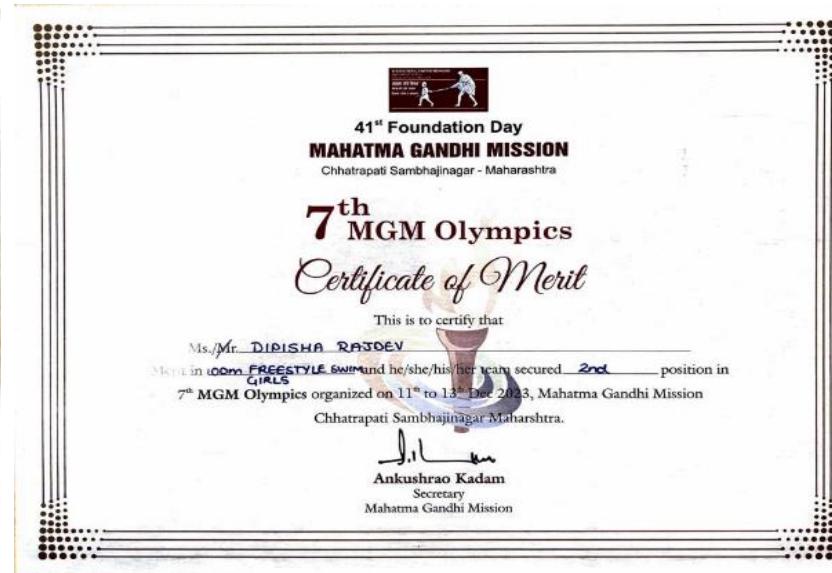 41st Foundation Day
MAHATMA GANDHI MISSION
Chhatrapati Sambhajinagar - Maharashtra
7th
MGM Olympics
Certificate of Merit
This is to certify that
Ms./Mr. DIPISHA RAJDEV
in 100m FREESTYLE SWIM and he/she/his/her team secured 2nd position in
GIRLS
7th MGM Olympics organized on 11th to 13th Dec 2023, Mahatma Gandhi Mission
Chhatrapati Sambhajinagar Maharshtra.
Ankushrao Kadam
Secretary
Mahatma Gandhi Mission